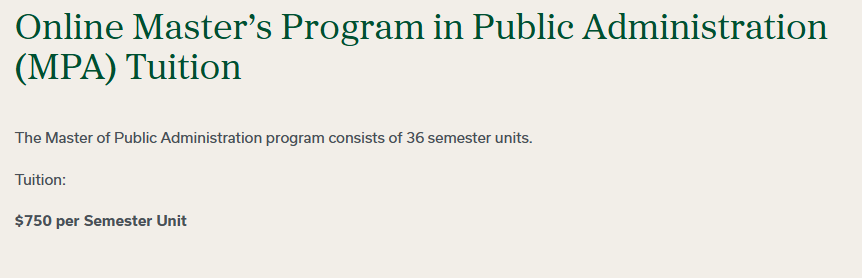 Online Master’s Program in Public Administration
(MPA) Tuition
The Master of Public Administration program consists of 36 semester units.
Tuition:
$750 per Semester Unit